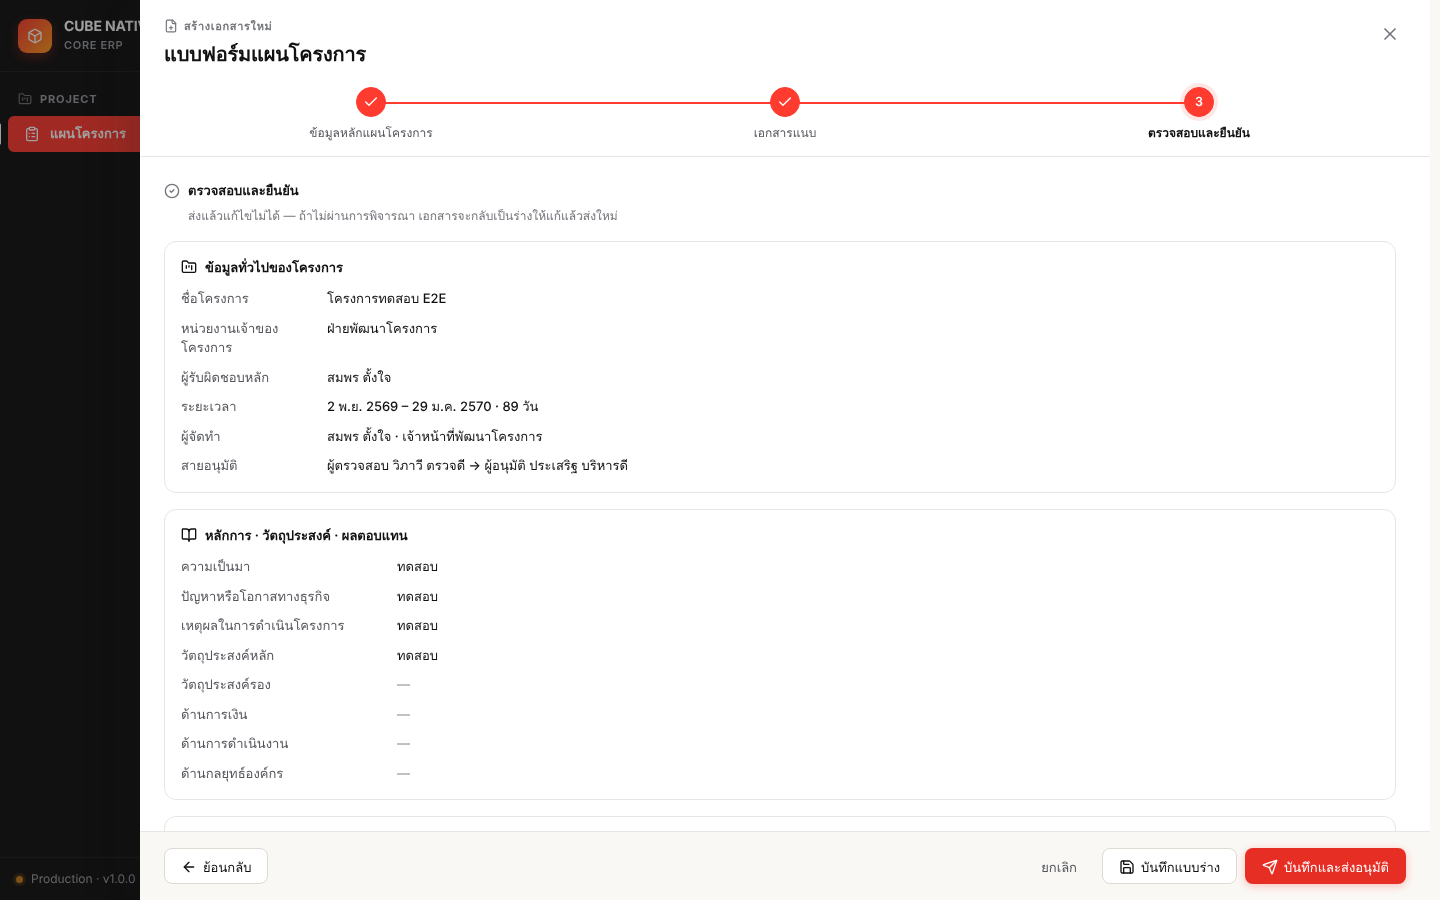 CUBE NATIV
CORE ERP
PROJECT
แผนโครงการ
Production · v1.0.0
สร้างเอกสารใหม่
แบบฟอร์มแผนโครงการ
3
ข้อมูลหลักแผนโครงการ
เอกสารแนบ
ตรวจสอบและยืนยัน
ตรวจสอบและยืนยัน
ส่งแล้วแก้ไขไม่ได้ — ถ้าไม่ผ่านการพิจารณา เอกสารจะกลับเป็นร่างให้แก้แล้วส่งใหม่
ข้อมูลทั่วไปของโครงการ
ชื่อโครงการ โครงการทดสอบ E2E
หน่วยงานเจ้าของ ฝ่ายพัฒนาโครงการ
โครงการ
ผู้รับผิดชอบหลัก สมพร ตั้งใจ
ระยะเวลา 2 พ.ย. 2569 – 29 ม.ค. 2570 · 89 วัน
ผู้จัดทำ สมพร ตั้งใจ · เจ้าหน้าที่พัฒนาโครงการ
สายอนุมัติ ผู้ตรวจสอบ วิภาวี ตรวจดี → ผู้อนุมัติ ประเสริฐ บริหารดี
หลักการ · วัตถุประสงค์ · ผลตอบแทน
ความเป็นมา ทดสอบ
ปัญหาหรือโอกาสทางธุรกิจ ทดสอบ
เหตุผลในการดำเนินโครงการ ทดสอบ
วัตถุประสงค์หลัก ทดสอบ
วัตถุประสงค์รอง —
ด้านการเงิน —
ด้านการดำเนินงาน —
ด้านกลยุทธ์องค์กร —
ย้อนกลับ
ยกเลิก
บันทึกแบบร่าง
บันทึกและส่งอนุมัติ